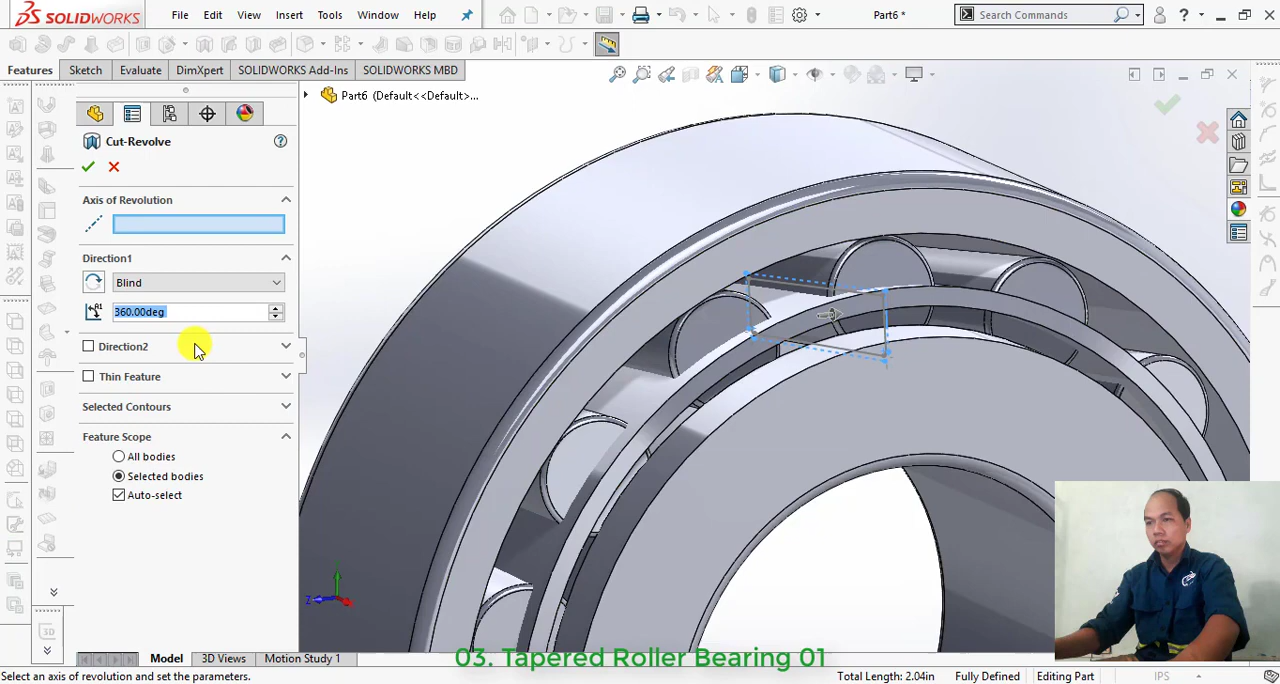 SOLIDWORKS
File Edit View Insert Tools Window Help
Part6 *
Search Commands
?
Features Sketch Evaluate DimXpert SOLIDWORKS Add-Ins SOLIDWORKS MBD
Part6 (Default<<Default>...
Cut-Revolve
Axis of Revolution
Direction1
Blind
A1
360.00deg
Direction2
Thin Feature
Selected Contours
Feature Scope
All bodies
Selected bodies
Auto-select
3D
Z
Model 3D Views Motion Study 1
03. Tapered Roller Bearing 01
Select an axis of revolution and set the parameters.
Total Length: 2.04in Fully Defined Editing Part IPS